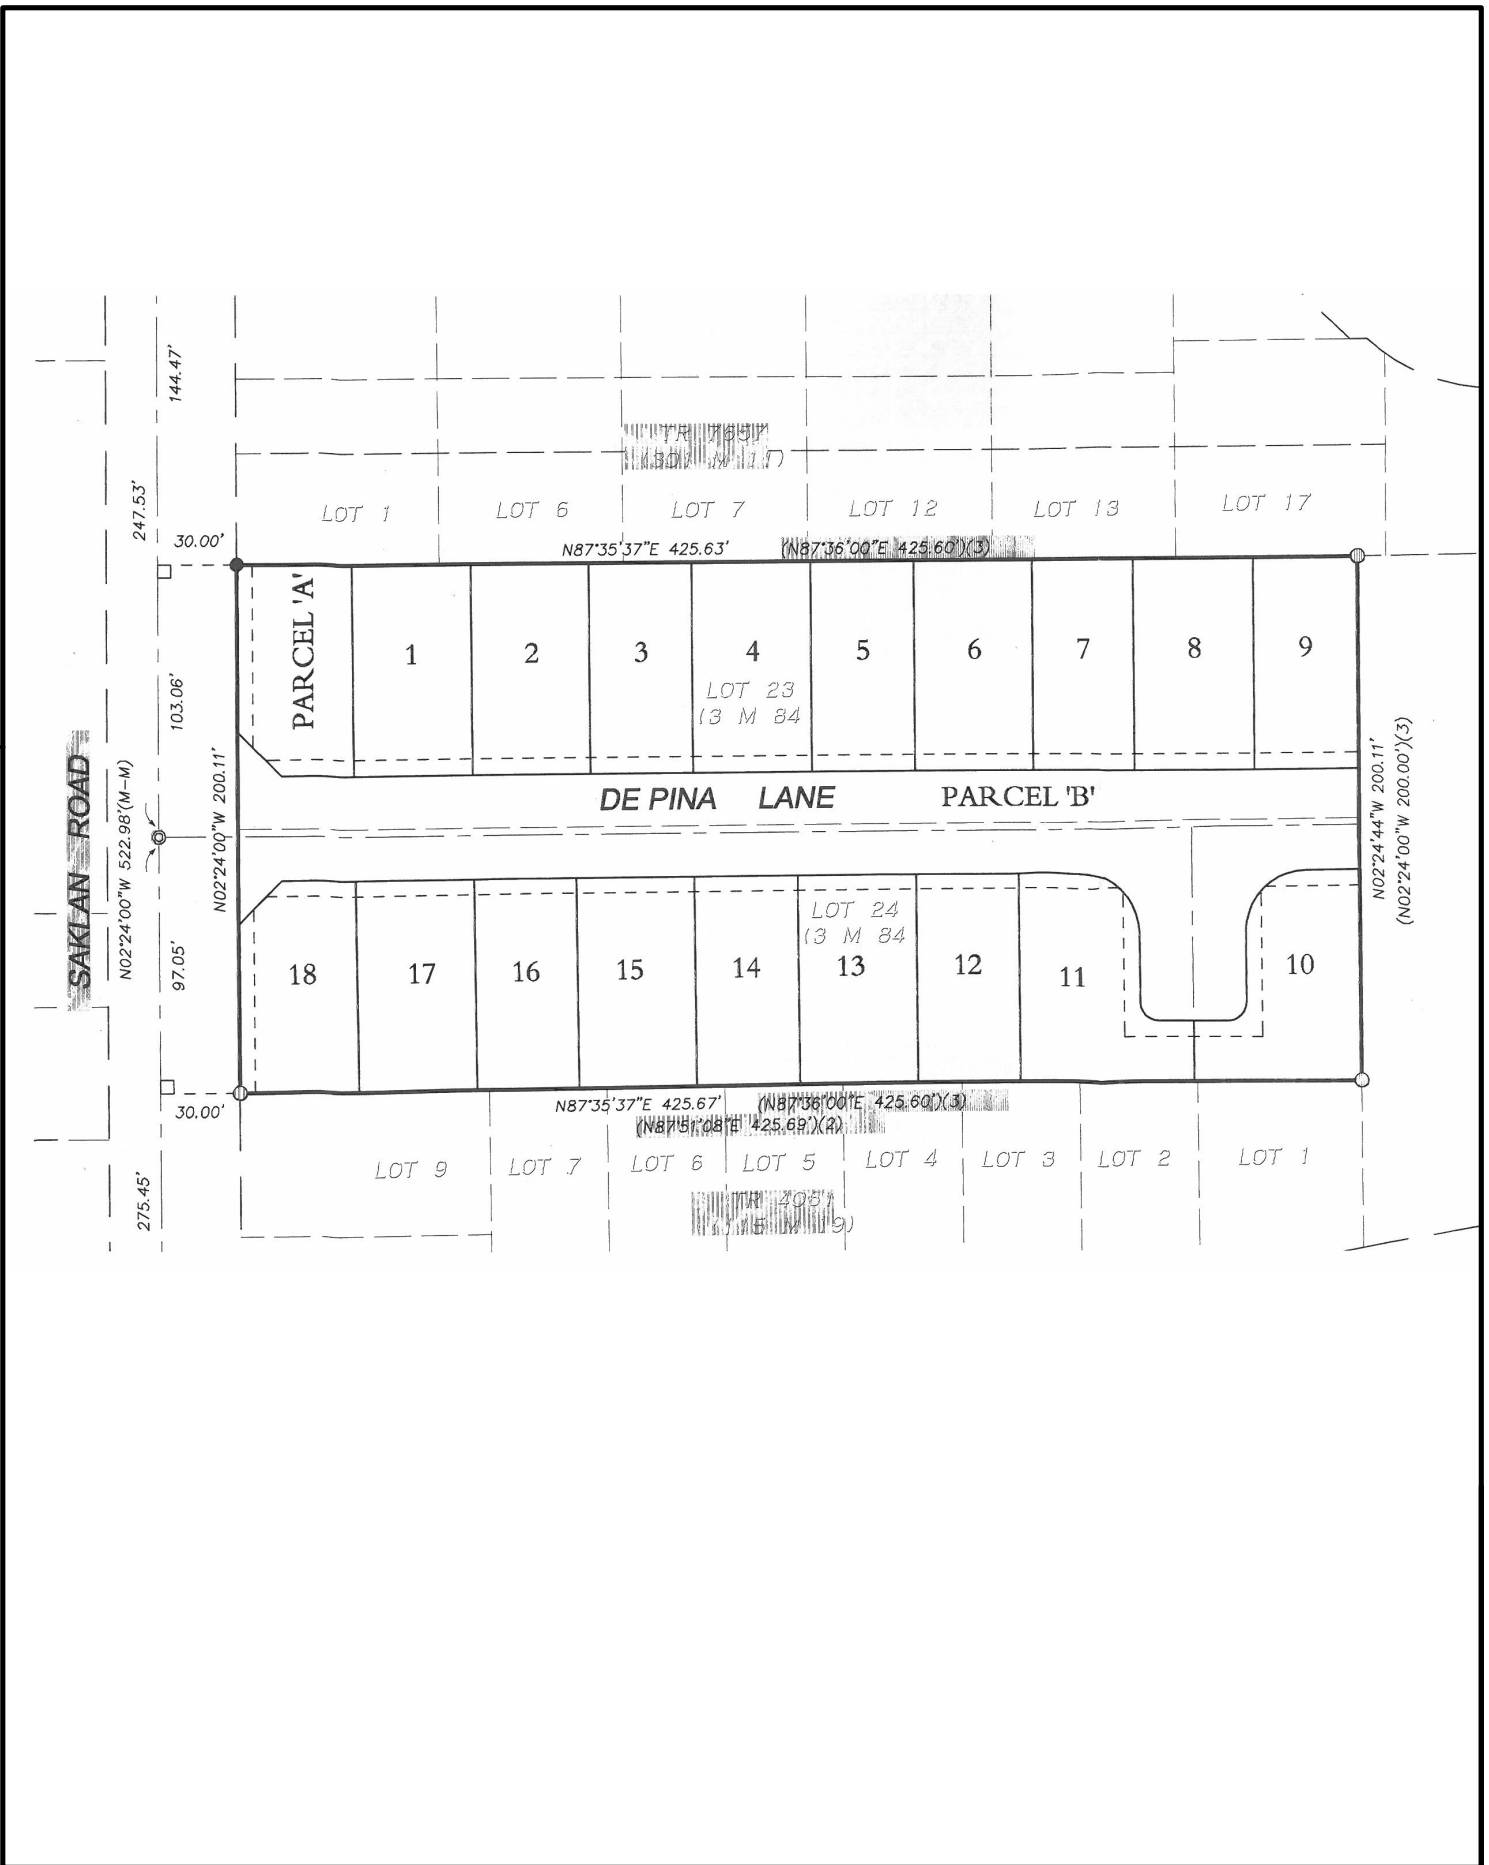 144.47'
247.53'
TR 7657
LOT 1
LOT 6
LOT 7
LOT 12
LOT 13
LOT 17
30.00'
N87°35'37"E 425.63'
(N87°36'00"E 425.60')(3)
PARCEL 'A'
1
2
3
4
5
6
7
8
9
LOT 23
(3 M 84
103.06'
SAKLAN ROAD
N02°24'00"W 522.98'(M-M)
N02°24'00"W 200.11'
DE PINA LANE
PARCEL 'B'
N02°24'44"W 200.11'
(N02°24'00"W 200.00')(3)
97.05'
LOT 24
(3 M 84
18
17
16
15
14
13
12
11
10
30.00'
N87°35'37"E 425.67'
(N87°36'00"E 425.60')(3)
(N87°51'08"E 425.69')(2)
LOT 9
LOT 7
LOT 6
LOT 5
LOT 4
LOT 3
LOT 2
LOT 1
275.45'
TR 4061